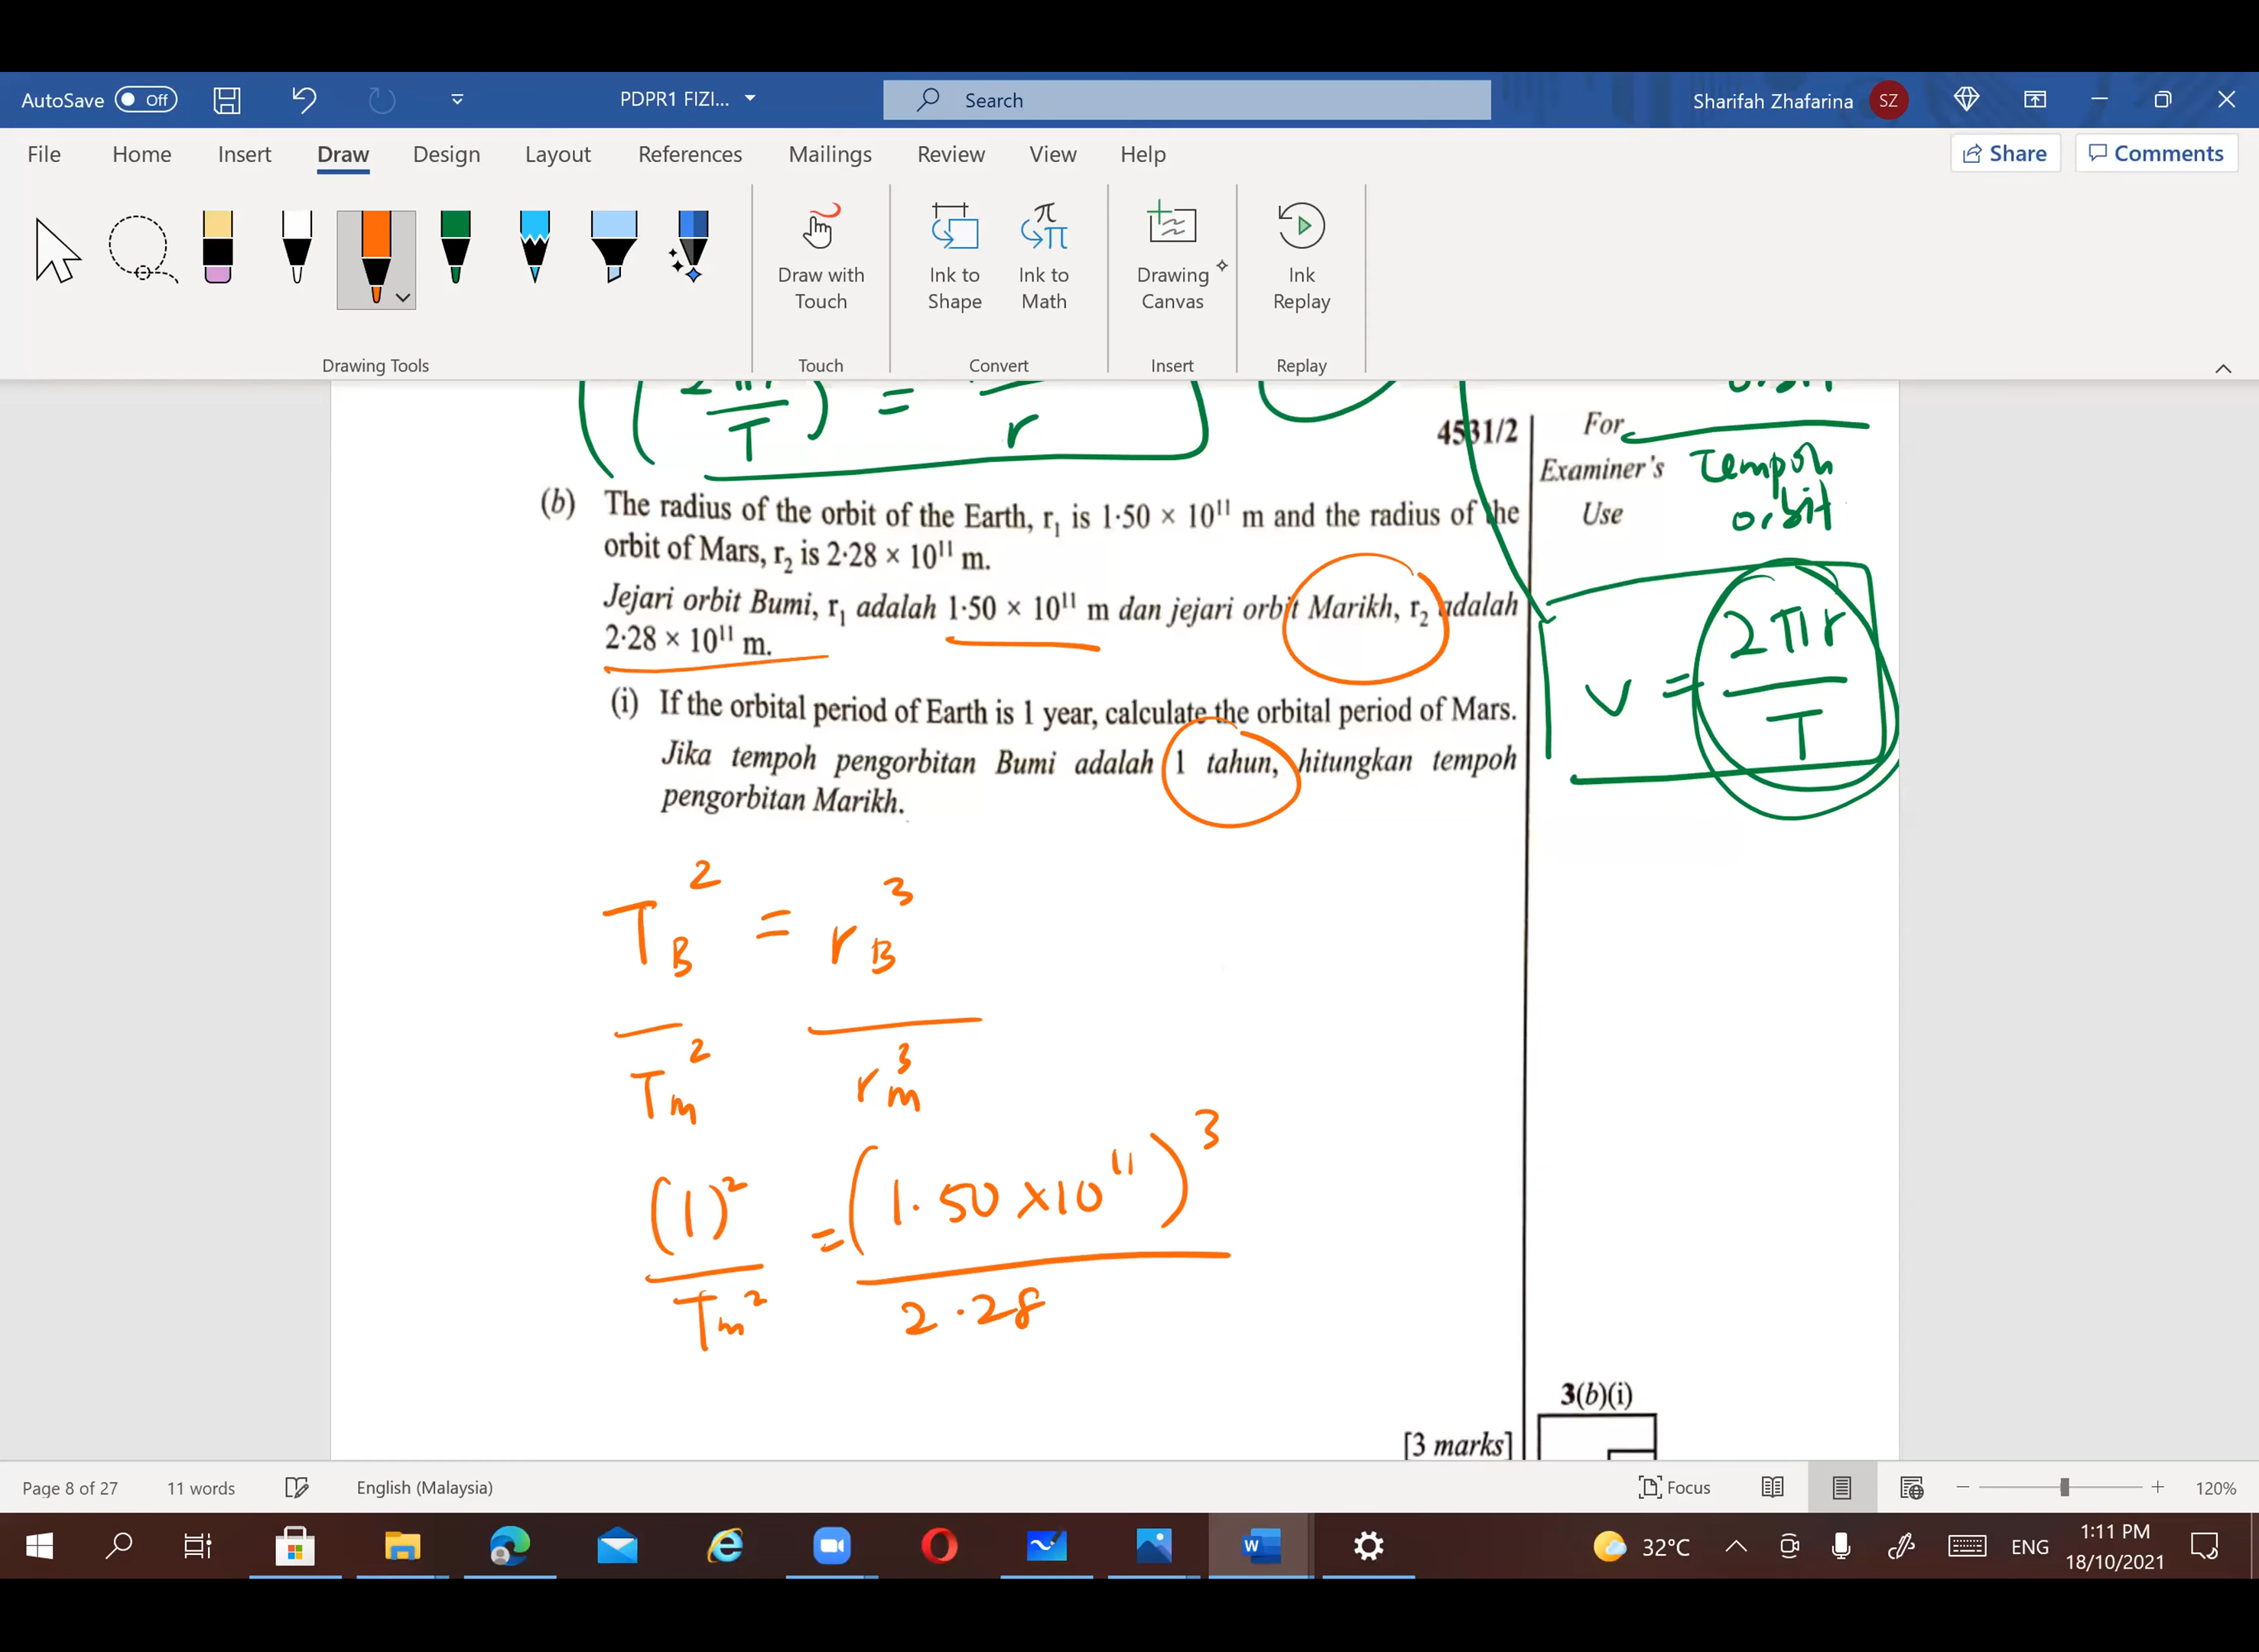 AutoSave Off PDPR1 FIZI... Search Sharifah Zhafarina SZ
File Home Insert Draw Design Layout References Mailings Review View Help Share Comments
Draw with Touch
Ink to Shape
Ink to Math
Drawing Canvas
Ink Replay
Drawing Tools Touch Convert Insert Replay
T = r
orbit
tempoh
orbit
v = 2πr / T
4531/2
For
Examiner's
Use
(b) The radius of the orbit of the Earth, r₁ is 1·50 × 10¹¹ m and the radius of the
orbit of Mars, r₂ is 2·28 × 10¹¹ m.
Jejari orbit Bumi, r₁ adalah 1·50 × 10¹¹ m dan jejari orbit Marikh, r₂ adalah
2·28 × 10¹¹ m.
(i) If the orbital period of Earth is 1 year, calculate the orbital period of Mars.
Jika tempoh pengorbitan Bumi adalah 1 tahun, hitungkan tempoh
pengorbitan Marikh.
T_B² = r_B³
T_m² r_m³
(1)² = (1.50 × 10¹¹)³
T_m² 2.28
3(b)(i)
[3 marks]
Page 8 of 27 11 words English (Malaysia) Focus 120%
32°C ENG 1:11 PM
18/10/2021